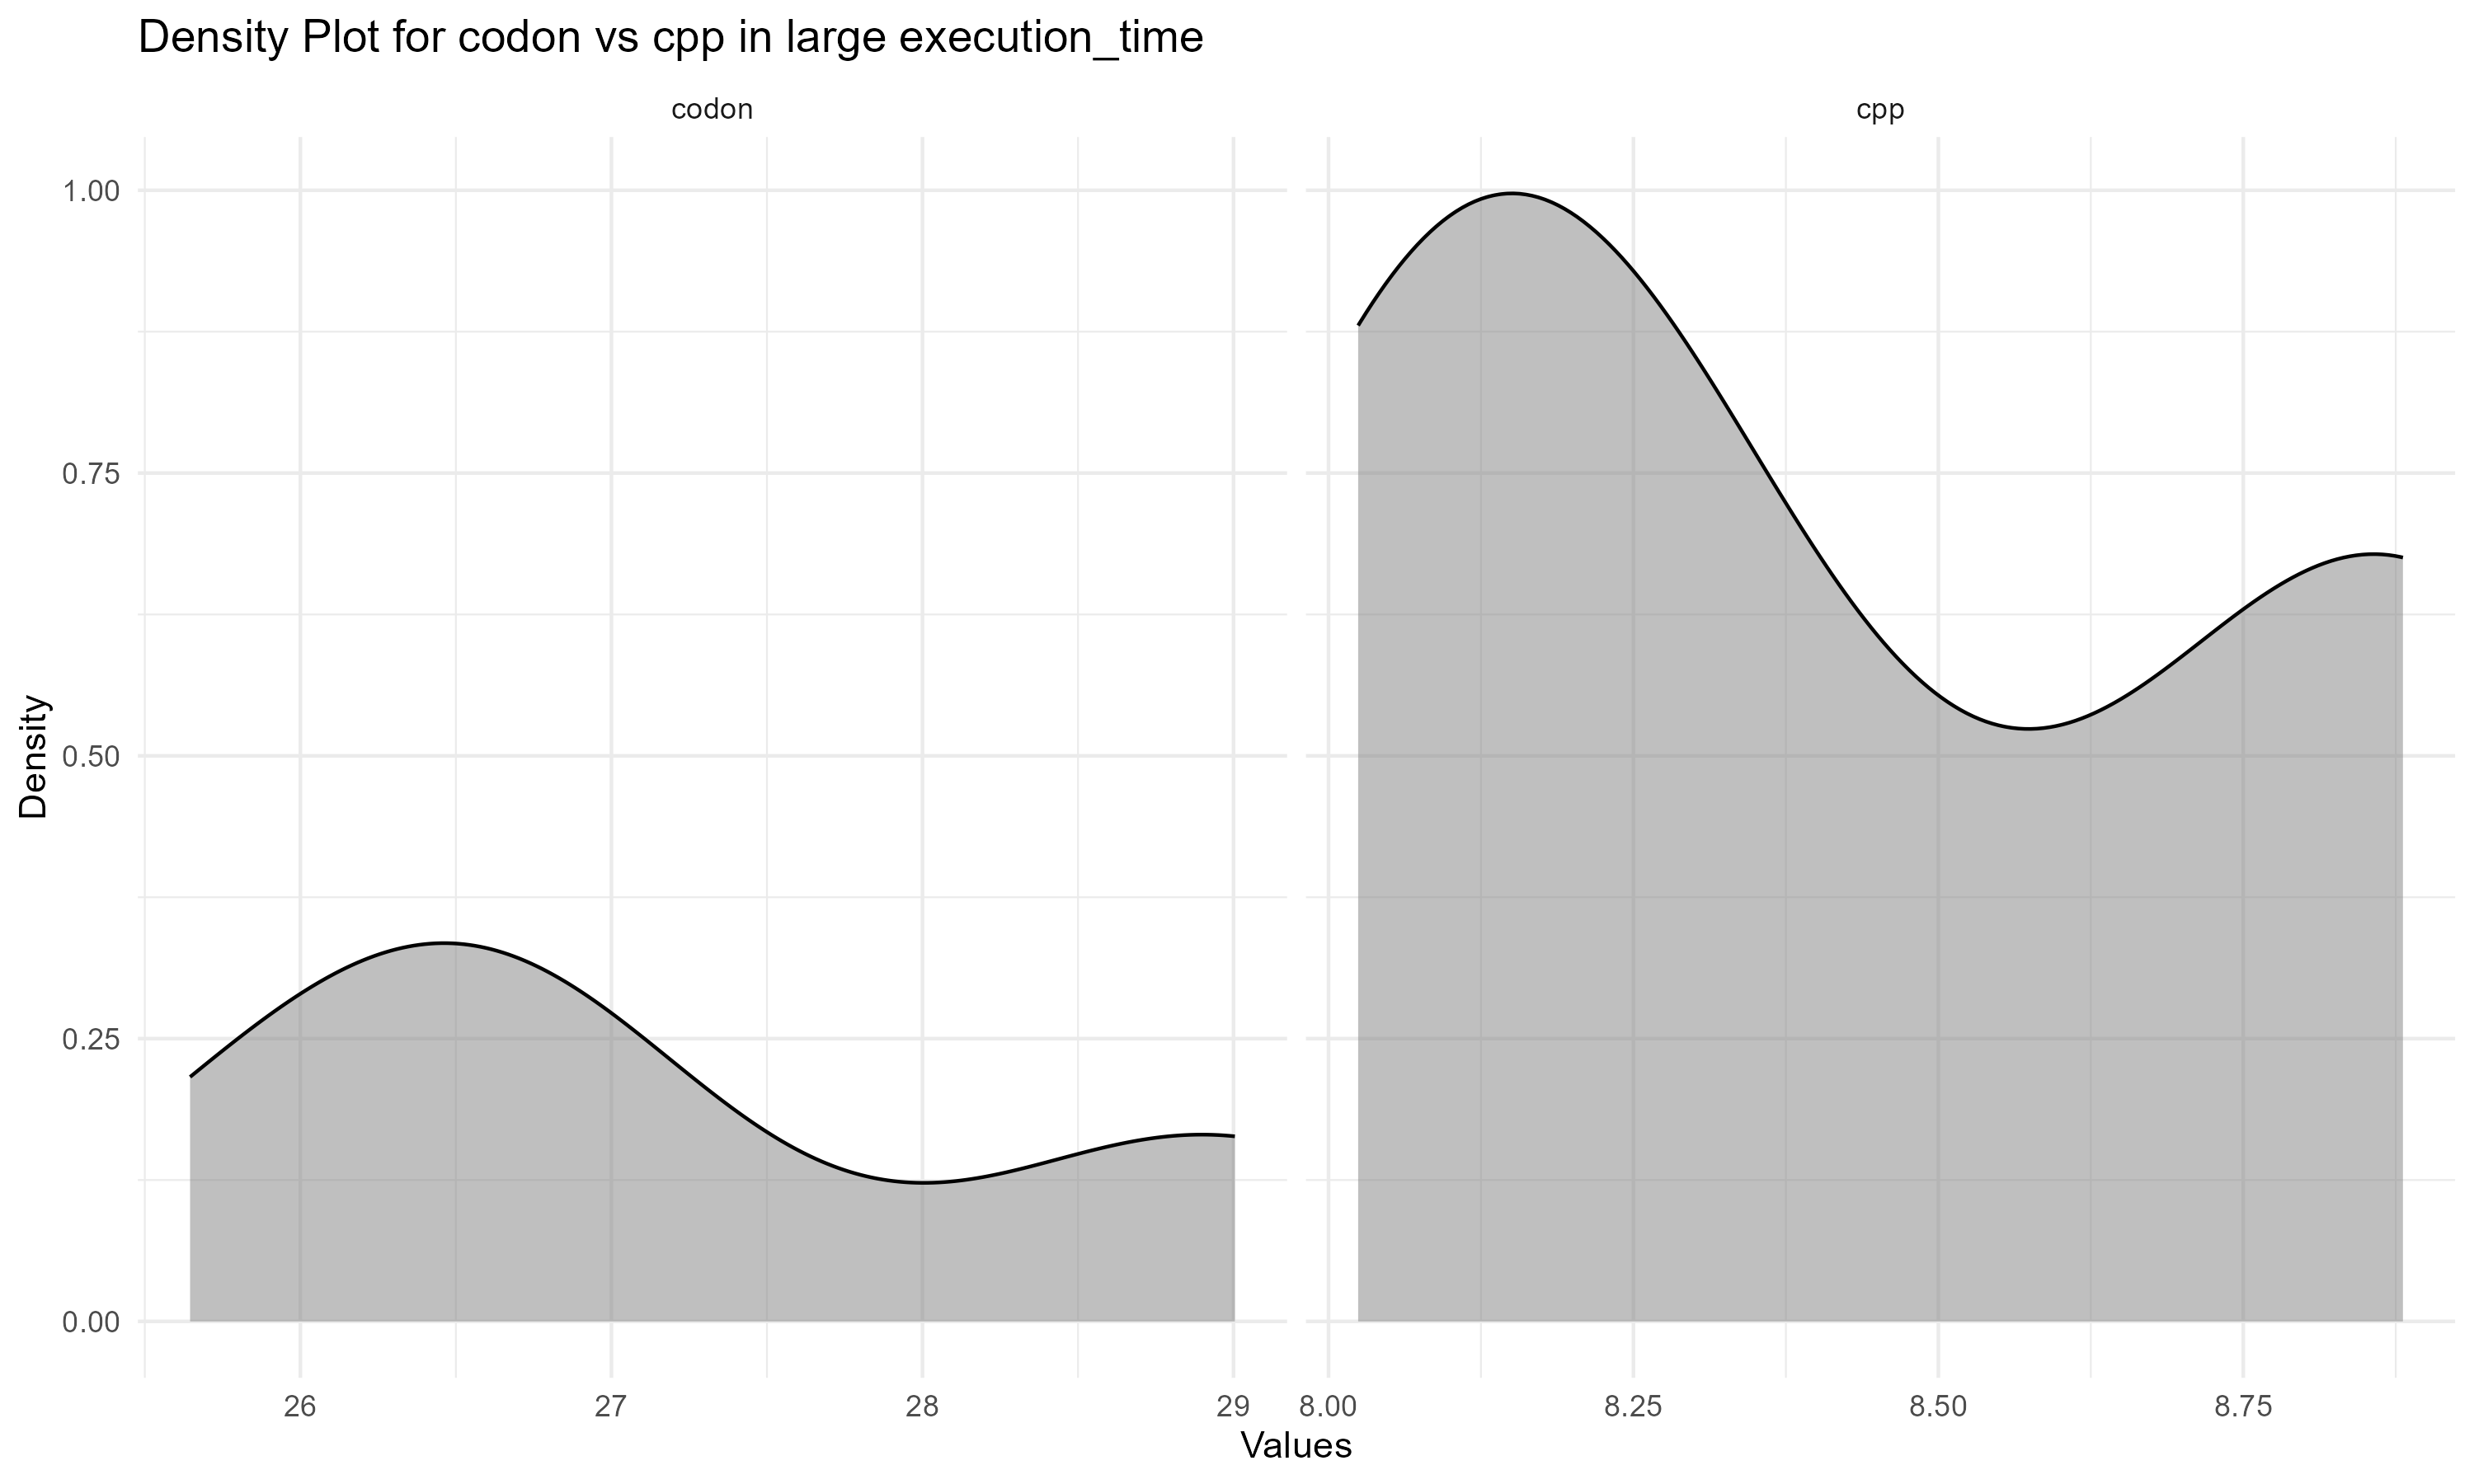 Density Plot for codon vs cpp in large execution_time
codon
cpp
1.00
0.75
0.50
0.25
0.00
Density
26 27 28 29 8.00 8.25 8.50 8.75
Values